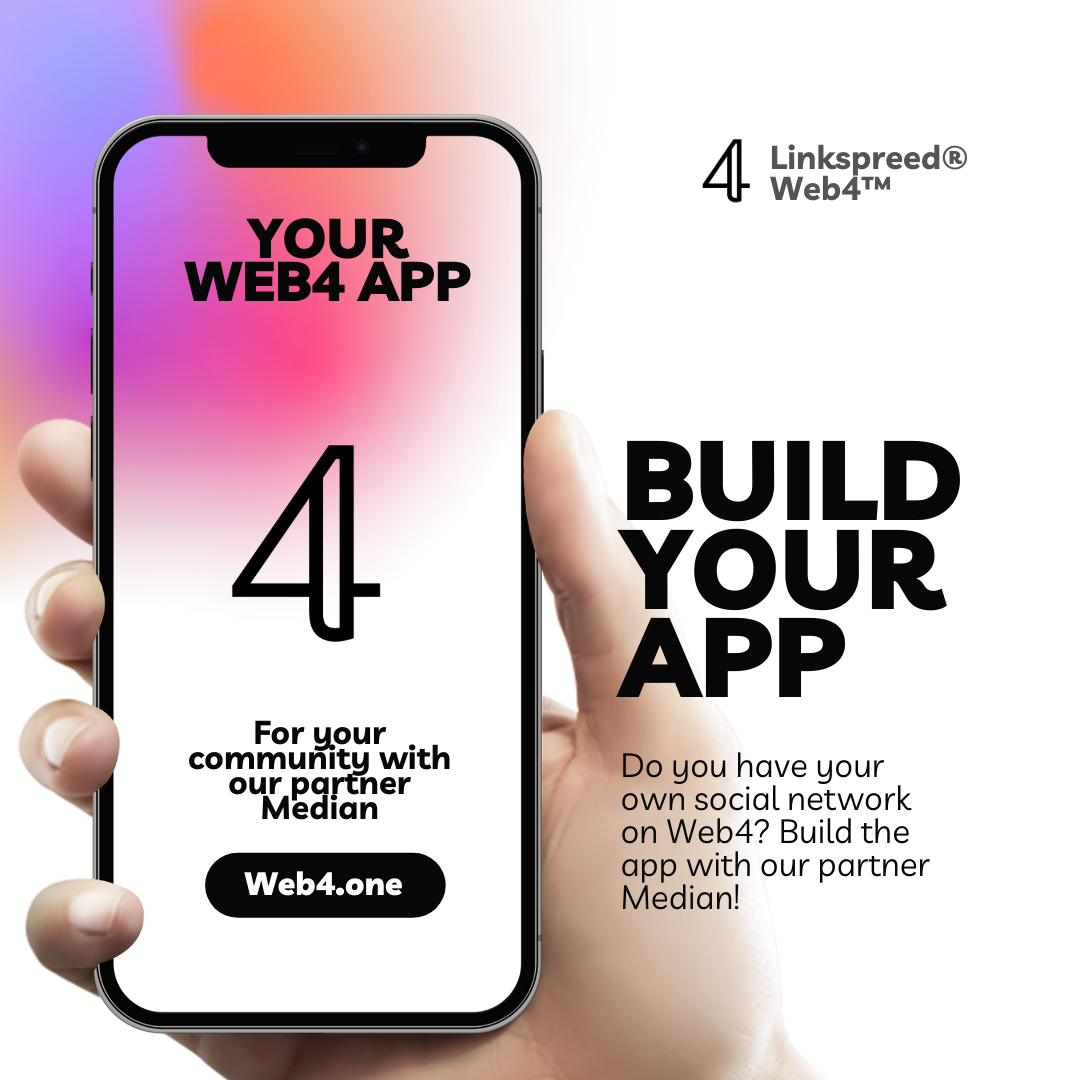 Linkspreed®
Web4™
YOUR
WEB4 APP
4
For your
community with
our partner
Median
Web4.one
BUILD
YOUR
APP
Do you have your
own social network
on Web4? Build the
app with our partner
Median!